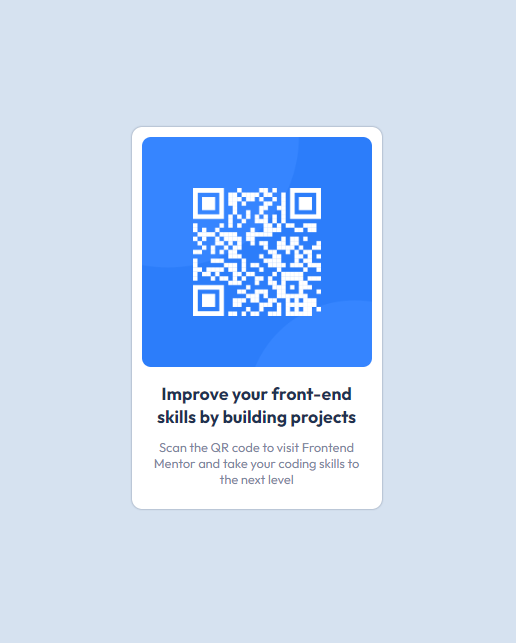 Improve your front-end
skills by building projects
Scan the QR code to visit Frontend
Mentor and take your coding skills to
the next level